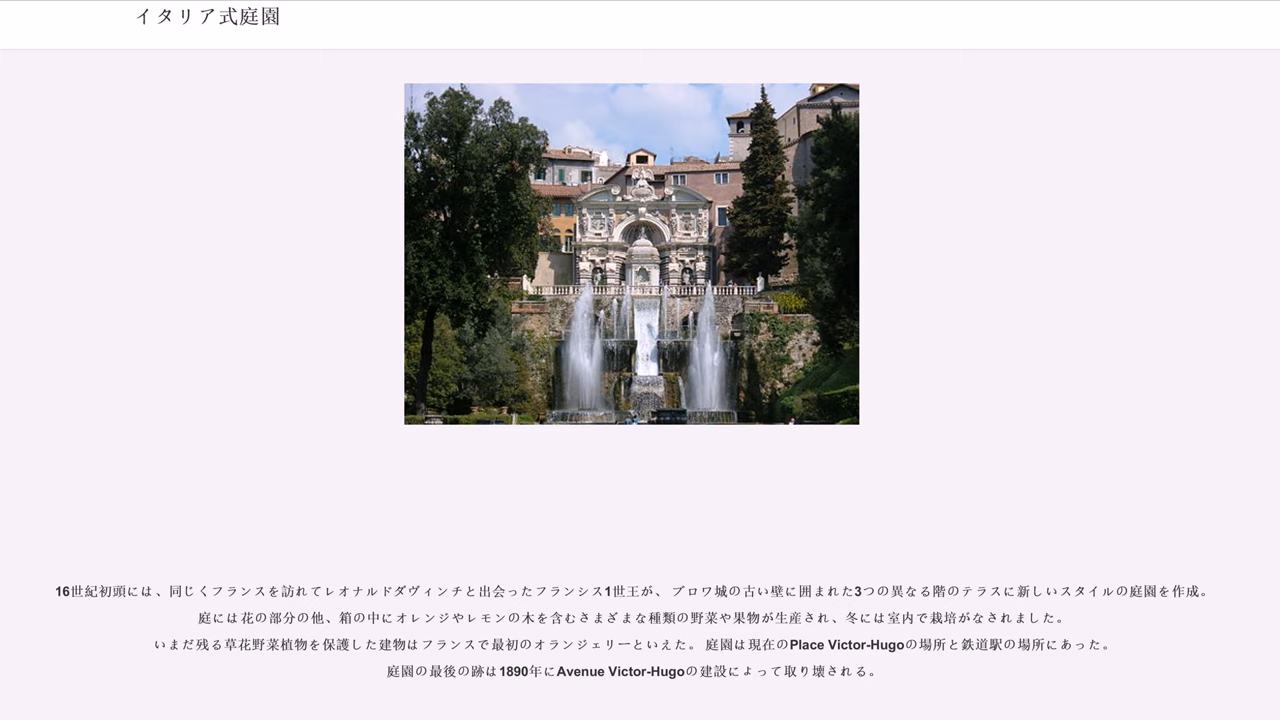 イタリア式庭園
16世紀初頭には、同じくフランスを訪れてレオナルドダヴィンチと出会ったフランシス1世王が、 ブロワ城の古い壁に囲まれた3つの異なる階のテラスに新しいスタイルの庭園を作成。
庭には花の部分の他、箱の中にオレンジやレモンの木を含むさまざまな種類の野菜や果物が生産され、冬には室内で栽培がなされました。
いまだ残る草花野菜植物を保護した建物はフランスで最初のオランジェリーといえた。 庭園は現在のPlace Victor-Hugoの場所と鉄道駅の場所にあった。
庭園の最後の跡は1890年にAvenue Victor-Hugoの建設によって取り壊される。